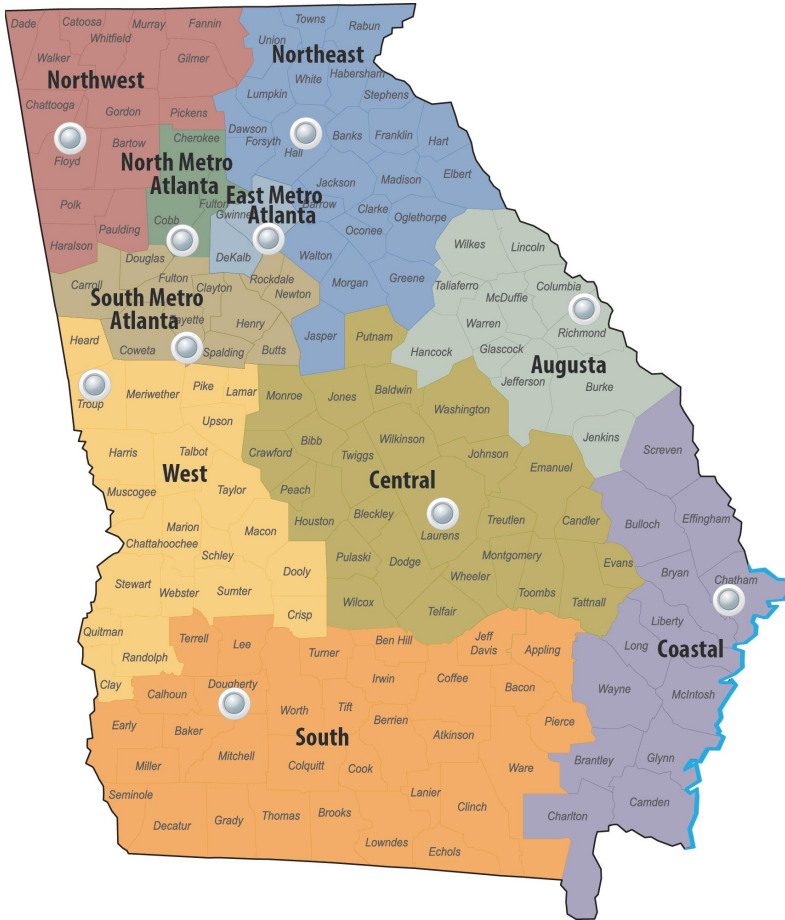 Dade
Catoosa
Murray
Fannin
Towns
Rabun
Whitfield
Union
Walker
Gilmer
Northeast
Northwest
White
Habersham
Lumpkin
Stephens
Chattooga
Gordon
Pickens
Dawson
Forsyth
Hall
Banks
Franklin
Hart
Floyd
Bartow
Cherokee
North Metro
Atlanta
Jackson
Madison
Elbert
East Metro
Atlanta
Polk
Fulton
Gwinne
Barrow
Clarke
Oglethorpe
Paulding
Cobb
Oconee
Haralson
Douglas
DeKalb
Walton
Wilkes
Lincoln
Carroll
Fulton
Clayton
Rockdale
Newton
Morgan
Greene
Taliaferro
McDuffie
Columbia
South Metro
Atlanta
Fayette
Henry
Warren
Richmond
Heard
Coweta
Spalding
Butts
Jasper
Putnam
Hancock
Glascock
Augusta
Troup
Meriwether
Pike
Lamar
Monroe
Jones
Baldwin
Washington
Jefferson
Burke
Upson
Harris
Talbot
Crawford
Bibb
Twiggs
Wilkinson
Johnson
Jenkins
Screven
West
Central
Emanuel
Muscogee
Taylor
Peach
Marion
Macon
Houston
Bleckley
Laurens
Treutlen
Candler
Bulloch
Effingham
Chattahoochee
Schley
Dooly
Pulaski
Dodge
Montgomery
Evans
Bryan
Chatham
Stewart
Webster
Sumter
Wheeler
Toombs
Tattnall
Crisp
Wilcox
Telfair
Liberty
Quitman
Terrell
Lee
Turner
Ben Hill
Jeff
Davis
Appling
Long
Coastal
Randolph
Clay
Calhoun
Dougherty
Irwin
Coffee
Bacon
Wayne
McIntosh
Early
Baker
Worth
Tift
Berrien
Atkinson
Pierce
South
Miller
Mitchell
Colquitt
Cook
Ware
Brantley
Glynn
Seminole
Lanier
Clinch
Charlton
Camden
Decatur
Grady
Thomas
Brooks
Lowndes
Echols